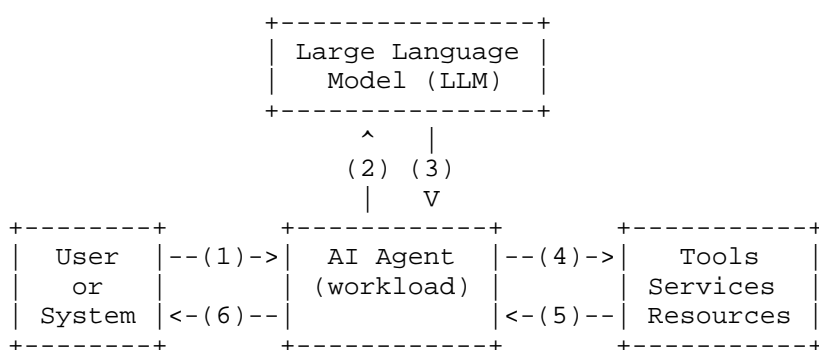 +----------------+
| Large Language |
|   Model (LLM)  |
+----------------+
^   |
(2) (3)
|   V
+--------+       +------------+       +-----------+
|  User  |--(1)->|  AI Agent  |--(4)->|   Tools   |
|   or   |       | (workload) |       | Services  |
| System |<-(6)--|            |<-(5)--| Resources |
+--------+       +------------+       +-----------+